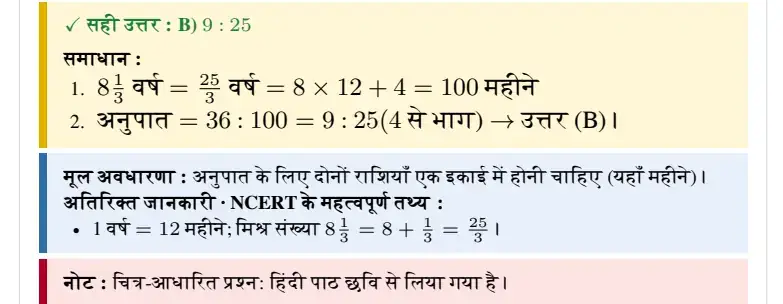 ✓ सही उत्तर : B) 9 : 25
समाधान :
1. 8 1/3 वर्ष = 25/3 वर्ष = 8 × 12 + 4 = 100 महीने
2. अनुपात = 36 : 100 = 9 : 25(4 से भाग) → उत्तर (B)।
मूल अवधारणा : अनुपात के लिए दोनों राशियाँ एक इकाई में होनी चाहिए (यहाँ महीने)।
अतिरिक्त जानकारी · NCERT के महत्वपूर्ण तथ्य :
• 1 वर्ष = 12 महीने; मिश्र संख्या 8 1/3 = 8 + 1/3 = 25/3 ।
नोट : चित्र-आधारित प्रश्न: हिंदी पाठ छवि से लिया गया है।